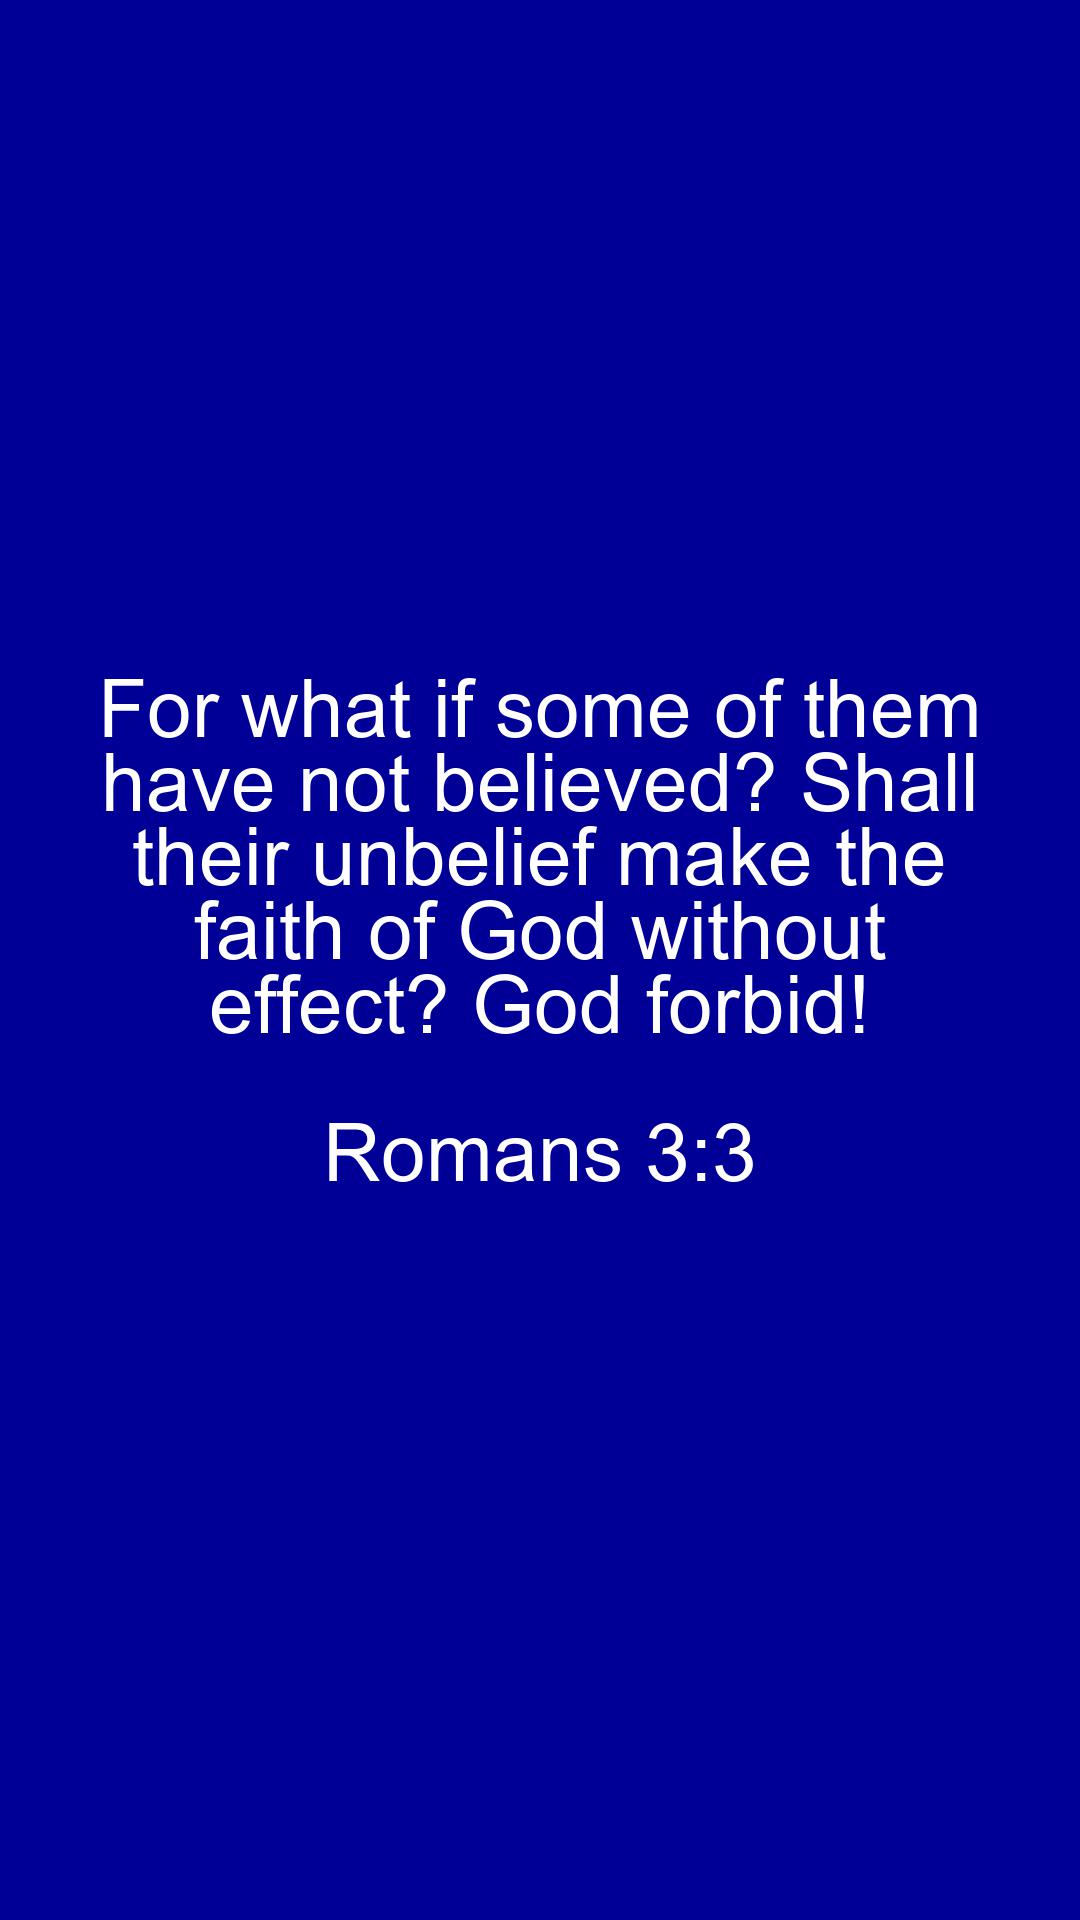 For what if some of them
have not believed? Shall
their unbelief make the
faith of God without
effect? God forbid!
Romans 3:3